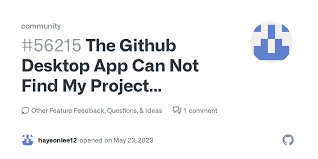 community
#56215 The Github
Desktop App Can Not
Find My Project...
Other Feature Feedback, Questions, & Ideas 1 comment
hayeonlee12 opened on May 23, 2023